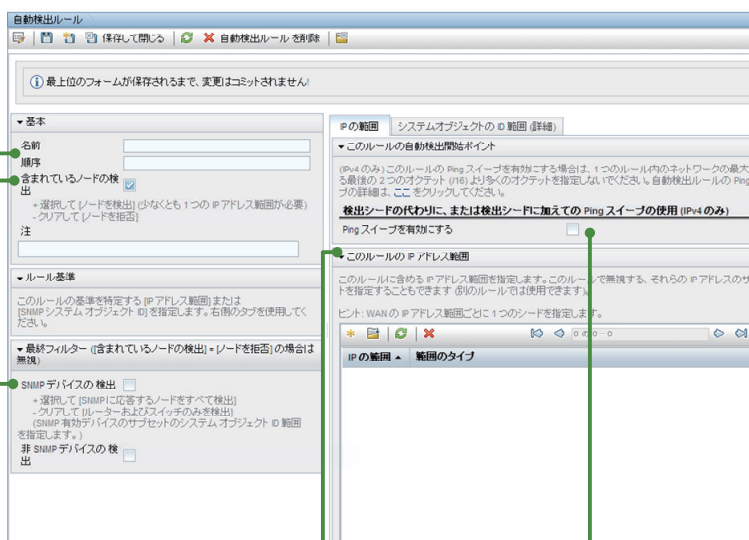 自動検出ルール
保存して閉じる
自動検出ルール を削除
最上位のフォームが保存されるまで、変更はコミットされません!
基本
名前
順序
含まれているノードの検
出
+ 選択して [ノードを検出] (少なくとも 1 つの IP アドレス範囲が必要)
- クリアして [ノードを拒否]
注
ルール基準
このルールの基準を特定する [IP アドレス範囲] または
[SNMP システム オブジェクト ID] を指定します。右側のタブを使用してく
ださい。
最終フィルター ([含まれているノードの検出] = [ノードを拒否] の場合は
無視)
SNMP デバイスの 検出
+ 選択して [SNMPに応答するノードをすべて検出]
- クリアして [ルーターおよびスイッチのみを検出]
(SNMP 有効デバイスのサブセットのシステム オブジェクト ID 範囲
を指定します。)
非 SNMP デバイスの 検
出
IP の範囲
システムオブジェクトの ID 範囲 (詳細)
このルールの自動検出開始ポイント
(IPv4 のみ) このルールの Ping スイープを有効にする場合は、1 つのルール内のネットワークの最大
る最後の 2 つのオクテット (/16) より多くのオクテットを指定しないでください。自動検出ルールの Ping
プの詳細は、ここ をクリックしてください。
検出シードの代わりに、または検出シードに加えての Ping スイープの使用 (IPv4 のみ)
Ping スイープを有効にする
このルールの IP アドレス範囲
このルールに含める IP アドレス範囲を指定します。このルールで無視する、それらの IP アドレスのサ
トを指定することもできます (別のルールでは使用できます)。
ヒント: WAN の IP アドレス範囲ごとに 1 つのシードを指定します。
0 の 0 - 0
IP の範囲
範囲のタイプ